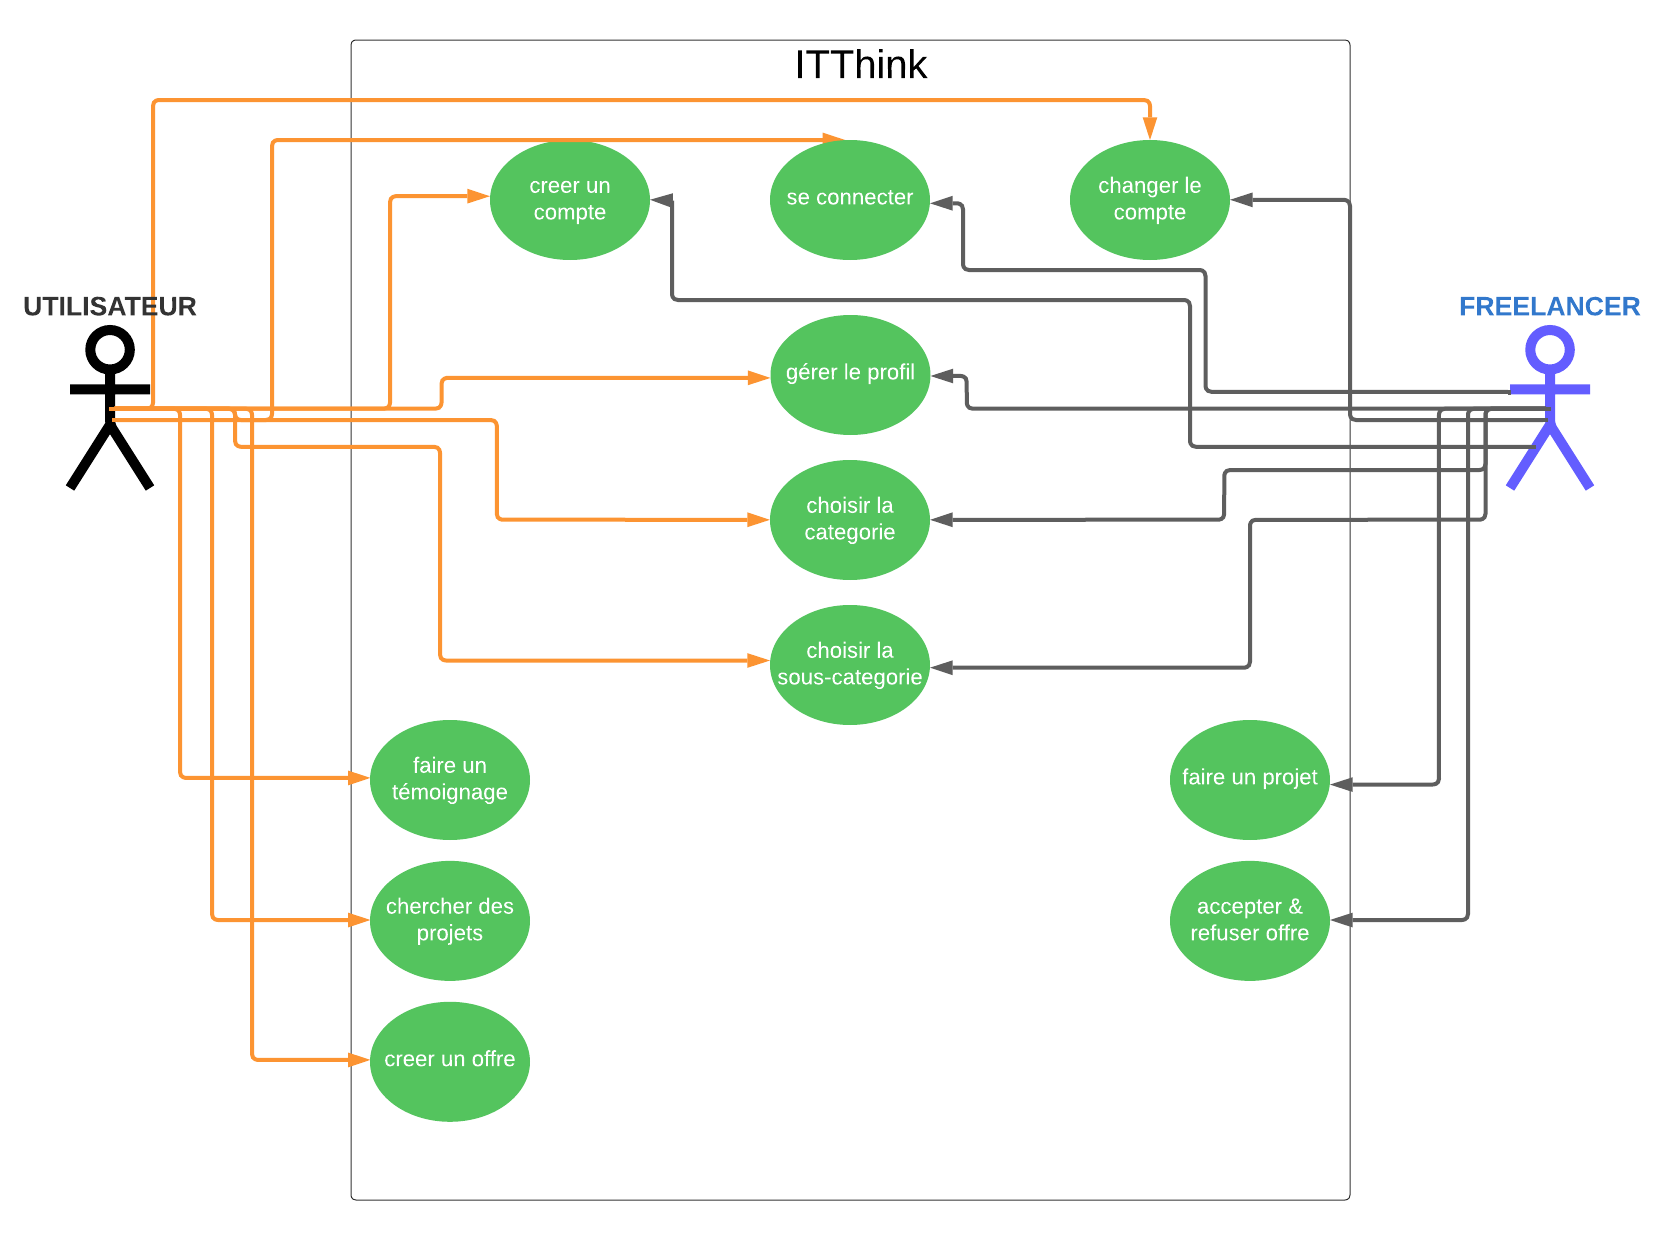 ITThink
creer un
compte
se connecter
changer le
compte
UTILISATEUR
FREELANCER
gérer le profil
choisir la
categorie
choisir la
sous-categorie
faire un
témoignage
faire un projet
chercher des
projets
accepter &
refuser offre
creer un offre